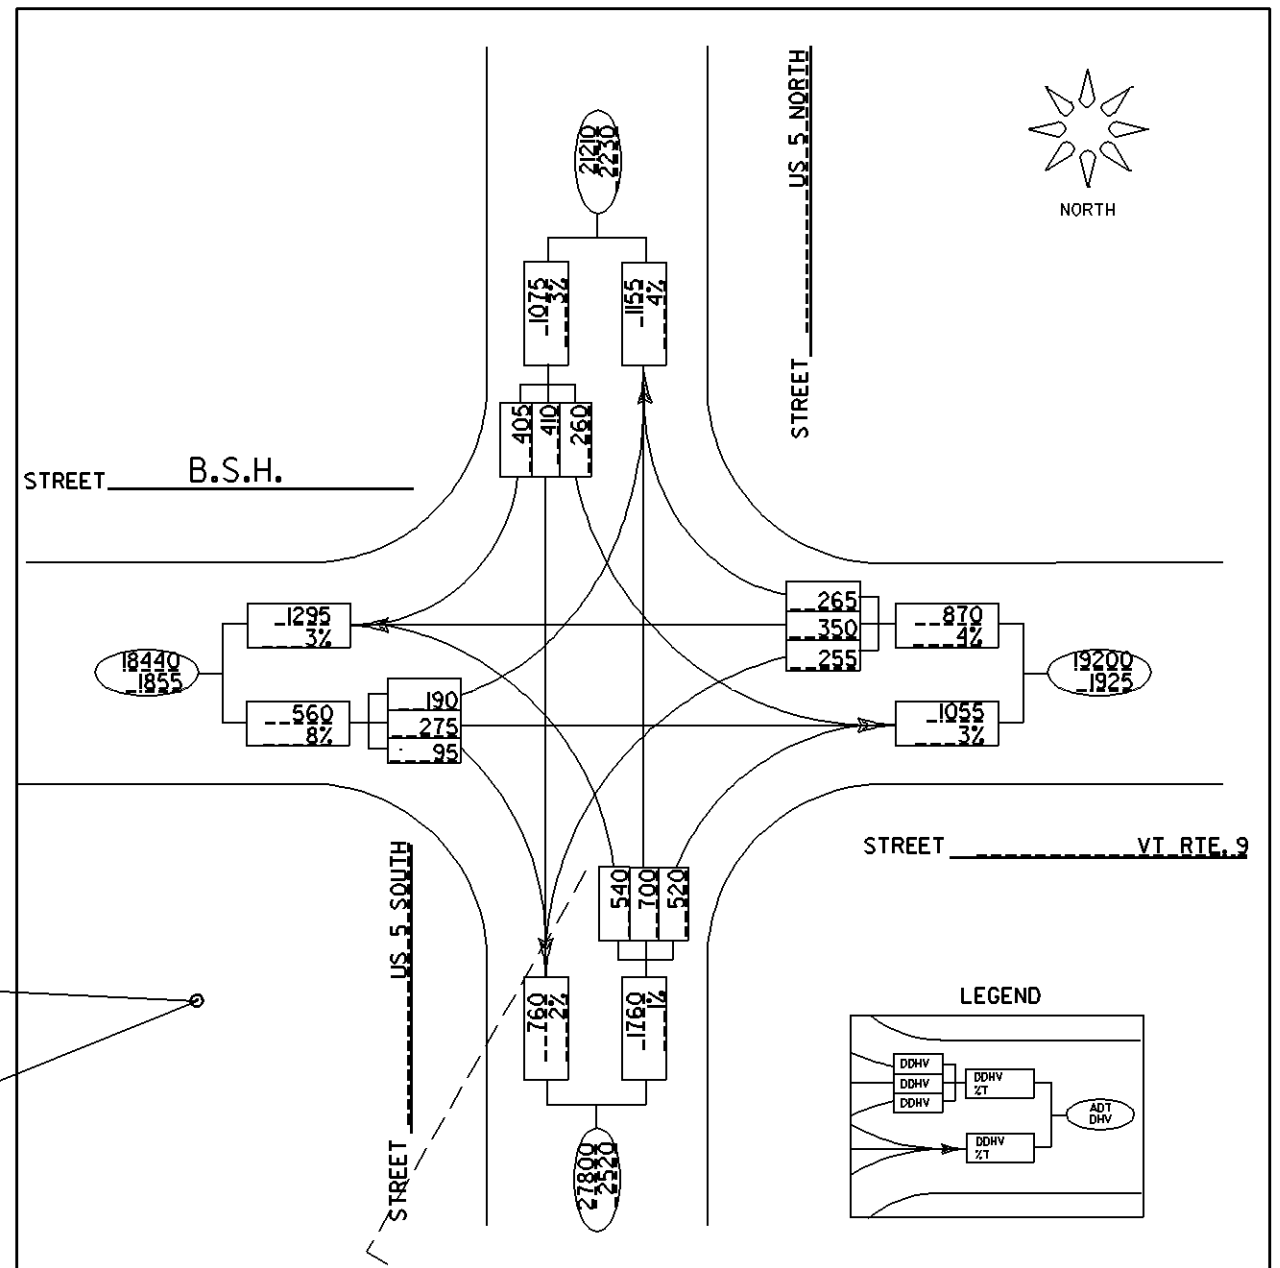 21210
2230
US 5 NORTH
STREET
NORTH
1075
3%
1155
4%
405
410
260
STREET B.S.H.
1295
3%
18440
1855
560
8%
190
275
95
265
350
255
870
4%
19200
1925
1055
3%
STREET VT RTE. 9
US 5 SOUTH
STREET
540
700
520
760
2%
1760
1%
27800
2520
LEGEND
DDHV
DDHV
DDHV
DDHV
%T
DDHV
%T
ADT
DHV